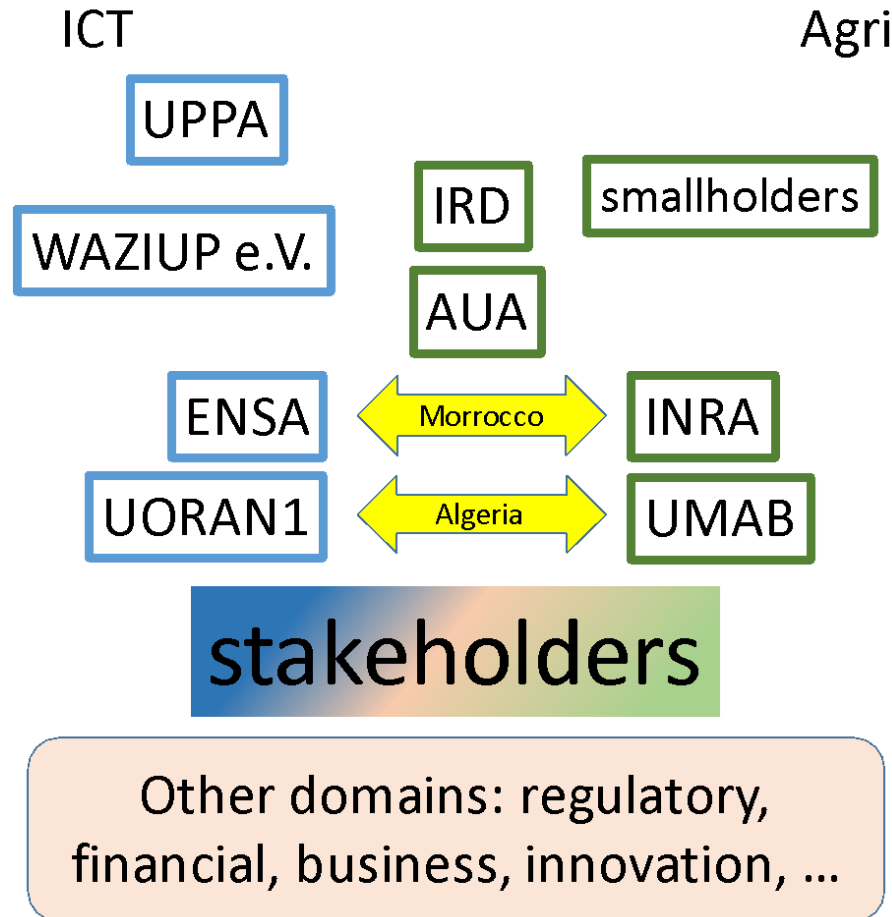 ICT
Agri
UPPA
IRD
smallholders
WAZIUP e.V.
AUA
ENSA
Morrocco
INRA
UORAN1
Algeria
UMAB
stakeholders
Other domains: regulatory,
financial, business, innovation, ...